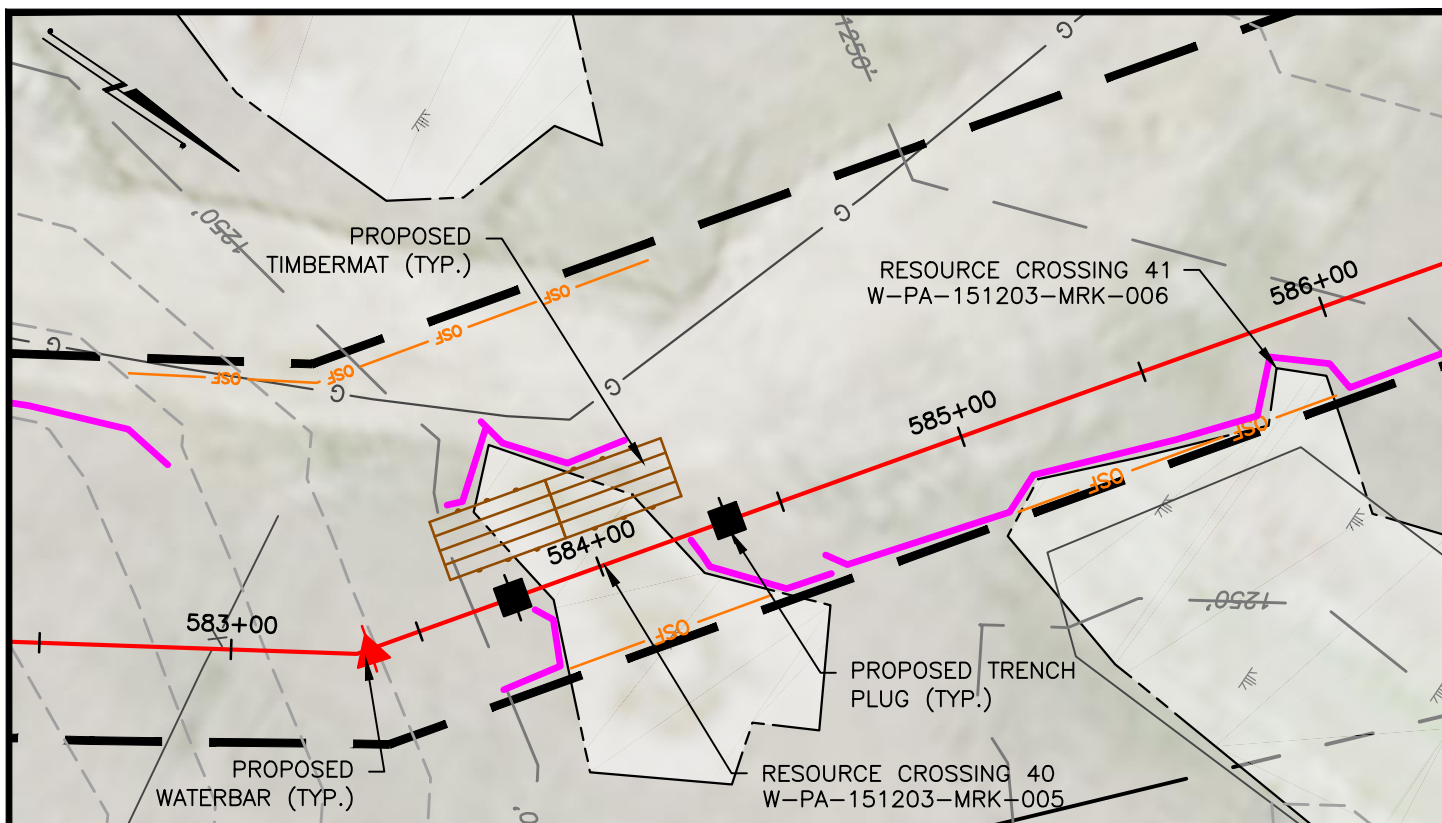 1250'
G
1250'
PROPOSED
TIMBERMAT (TYP.)
G
RESOURCE CROSSING 41
W-PA-151203-MRK-006
586+00
OSF
OSF
G
OSF
OSF
G
G
585+00
OSF
OSF
584+00
1250'
583+00
OSF
PROPOSED TRENCH
PLUG (TYP.)
PROPOSED
WATERBAR (TYP.)
RESOURCE CROSSING 40
W-PA-151203-MRK-005
0'